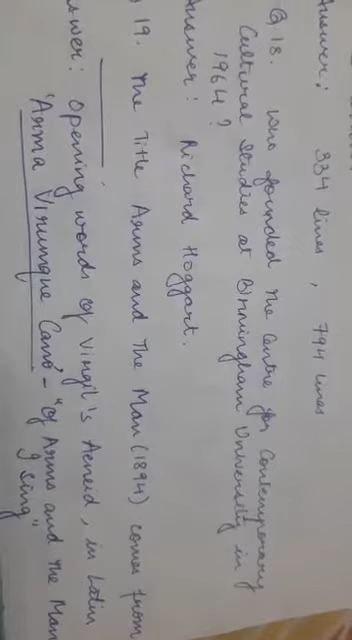 Answer: 334 lines, 794 lines
Q 18. Who founded the Centre for Contemporary
Cultural Studies at Birmingham University in
1964?
Answer: Richard Hoggart.
19. The Title Arms and The Man (1894) comes from
nswer: Opening words of Virgil's Aeneid, in Latin
'Arma Virumque Cano' - "Of Arms and the Man
I sing"